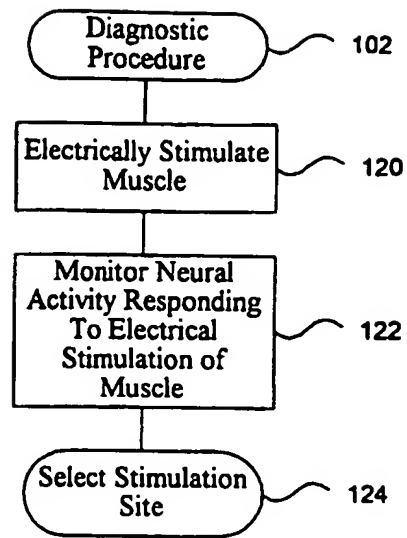 Diagnostic
Procedure
102
Electrically Stimulate
Muscle
120
Monitor Neural
Activity Responding
To Electrical
Stimulation of
Muscle
122
Select Stimulation
Site
124